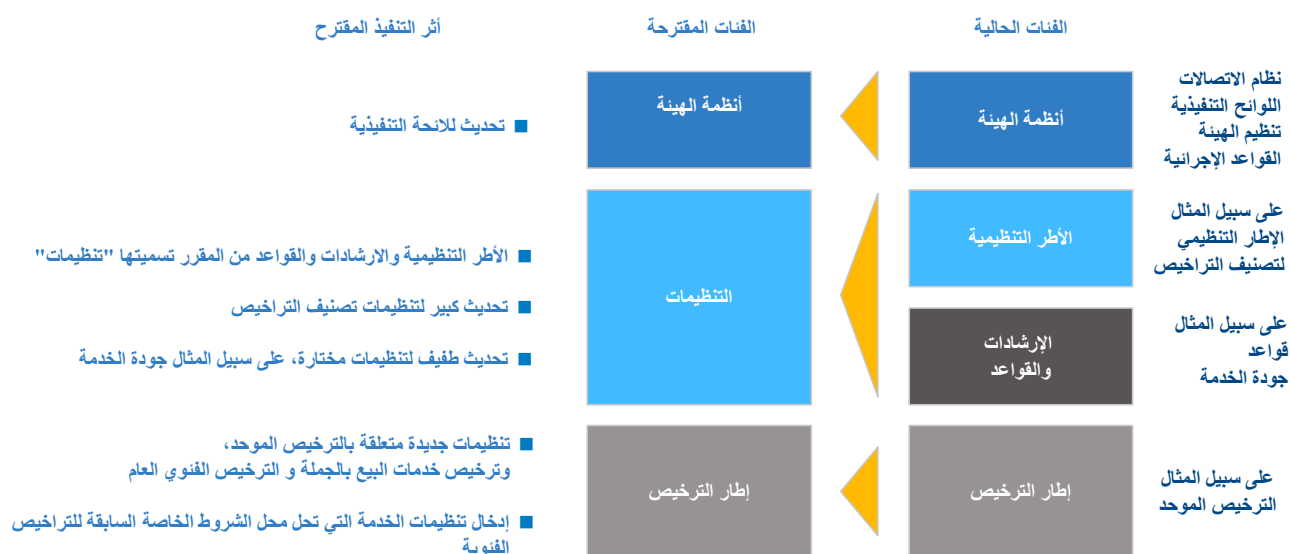 الفئات الحالية
الفئات المقترحة
أثر التنفيذ المقترح
نظام الاتصالات
اللوائح التنفيذية
تنظيم الهيئة
القواعد الإجرائية
أنظمة الهيئة
أنظمة الهيئة
■ تحديث للائحة التنفيذية
على سبيل المثال
الإطار التنظيمي
لتصنيف التراخيص
الأطر التنظيمية
على سبيل المثال
قواعد
جودة الخدمة
الإرشادات
والقواعد
التنظيمات
■ الأطر التنظيمية والارشادات والقواعد من المقرر تسميتها "تنظيمات"
■ تحديث كبير لتنظيمات تصنيف التراخيص
■ تحديث طفيف لتنظيمات مختارة، على سبيل المثال جودة الخدمة
على سبيل المثال
الترخيص الموحد
إطار الترخيص
إطار الترخيص
■ تنظيمات جديدة متعلقة بالترخيص الموحد،
وترخيص خدمات البيع بالجملة و الترخيص الفئوي العام
■ إدخال تنظيمات الخدمة التي تحل محل الشروط الخاصة السابقة للتراخيص
الفئوية